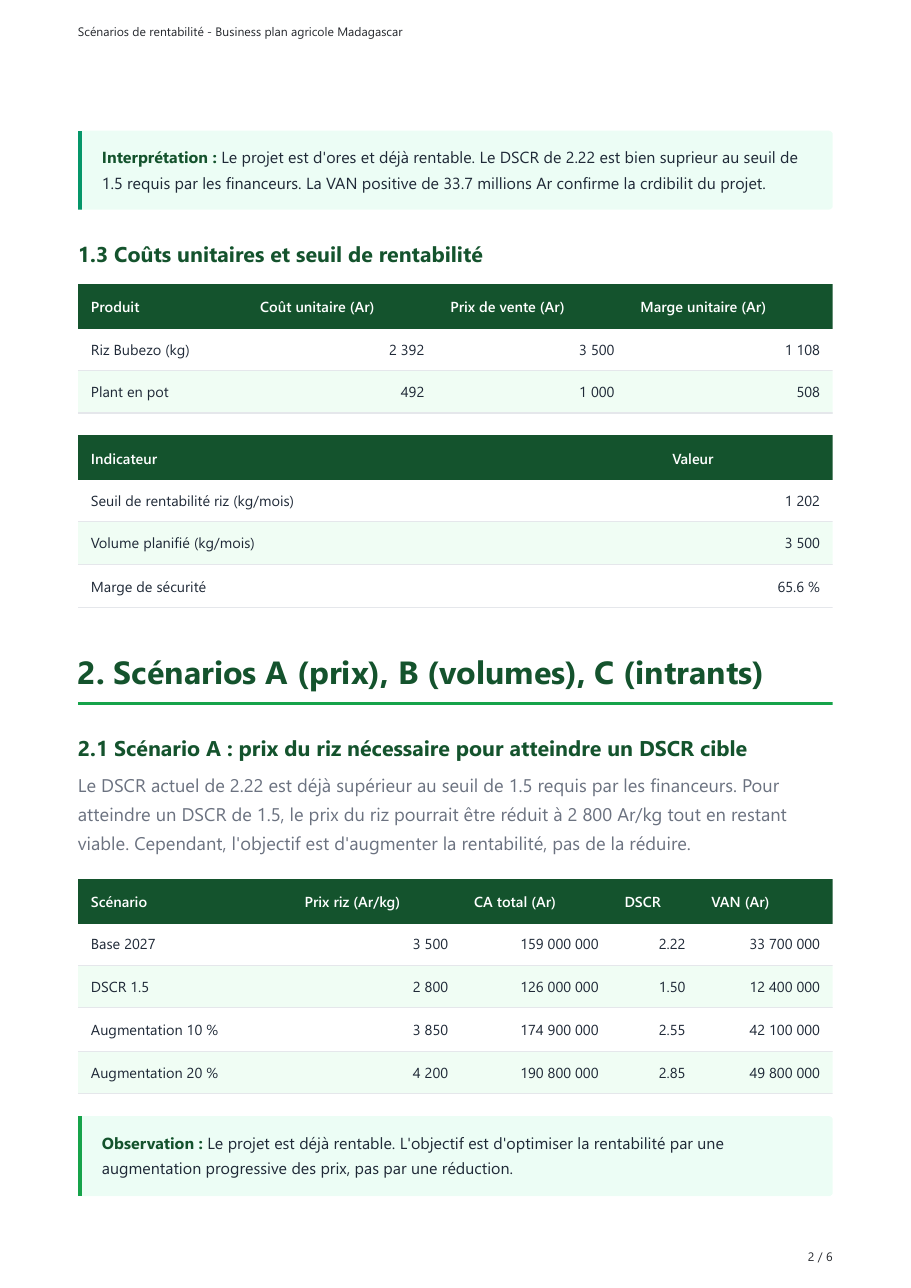 Scénarios de rentabilité - Business plan agricole Madagascar
Interprétation : Le projet est d'ores et déjà rentable. Le DSCR de 2.22 est bien suprieur au seuil de
1.5 requis par les financeurs. La VAN positive de 33.7 millions Ar confirme la crdibilit du projet.
1.3 Coûts unitaires et seuil de rentabilité
Produit Coût unitaire (Ar) Prix de vente (Ar) Marge unitaire (Ar)
Riz Bubezo (kg) 2 392 3 500 1 108
Plant en pot 492 1 000 508
Indicateur Valeur
Seuil de rentabilité riz (kg/mois) 1 202
Volume planifié (kg/mois) 3 500
Marge de sécurité 65.6 %
2. Scénarios A (prix), B (volumes), C (intrants)
2.1 Scénario A : prix du riz nécessaire pour atteindre un DSCR cible
Le DSCR actuel de 2.22 est déjà supérieur au seuil de 1.5 requis par les financeurs. Pour
atteindre un DSCR de 1.5, le prix du riz pourrait être réduit à 2 800 Ar/kg tout en restant
viable. Cependant, l'objectif est d'augmenter la rentabilité, pas de la réduire.
Scénario Prix riz (Ar/kg) CA total (Ar) DSCR VAN (Ar)
Base 2027 3 500 159 000 000 2.22 33 700 000
DSCR 1.5 2 800 126 000 000 1.50 12 400 000
Augmentation 10 % 3 850 174 900 000 2.55 42 100 000
Augmentation 20 % 4 200 190 800 000 2.85 49 800 000
Observation : Le projet est déjà rentable. L'objectif est d'optimiser la rentabilité par une
augmentation progressive des prix, pas par une réduction.
2 / 6